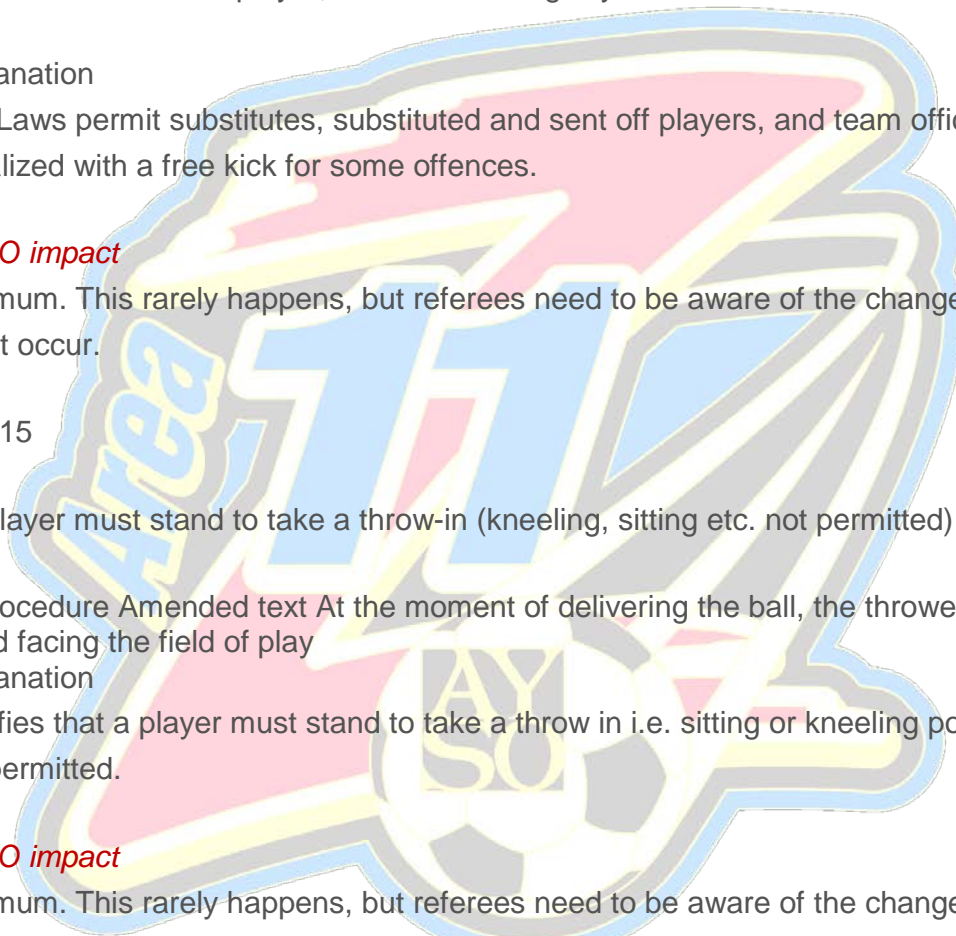 anation
Laws permit substitutes, substituted and sent off players, and team offic
lized with a free kick for some offences.
O impact
mum. This rarely happens, but referees need to be aware of the change
t occur.
15
layer must stand to take a throw-in (kneeling, sitting etc. not permitted)
ocedure Amended text At the moment of delivering the ball, the throwe
d facing the field of play
anation
fies that a player must stand to take a throw in i.e. sitting or kneeling po
permitted.
O impact
mum. This rarely happens, but referees need to be aware of the change
Area
11
AY
SO